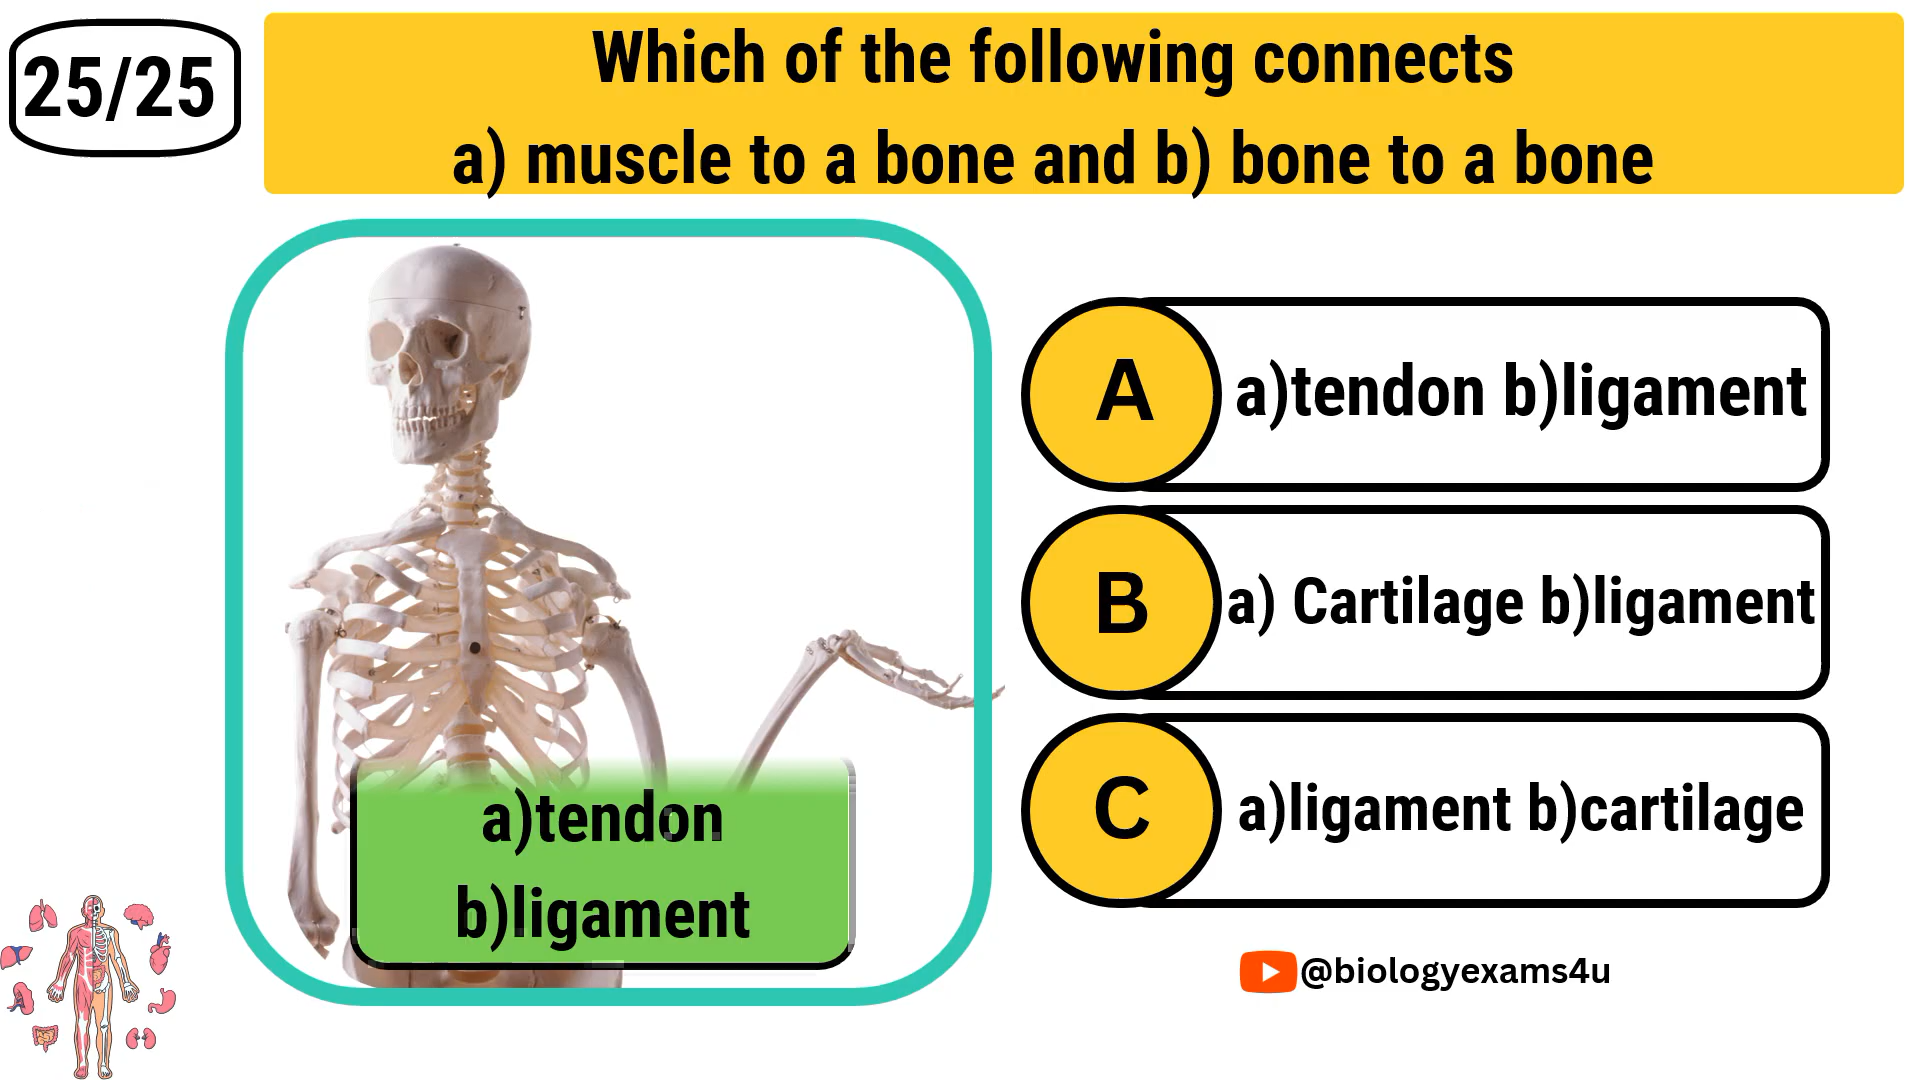 25/25
Which of the following connects
a) muscle to a bone and b) bone to a bone
A
a)tendon b)ligament
B
a) Cartilage b)ligament
C
a)ligament b)cartilage
a)tendon
b)ligament
@biologyexams4u